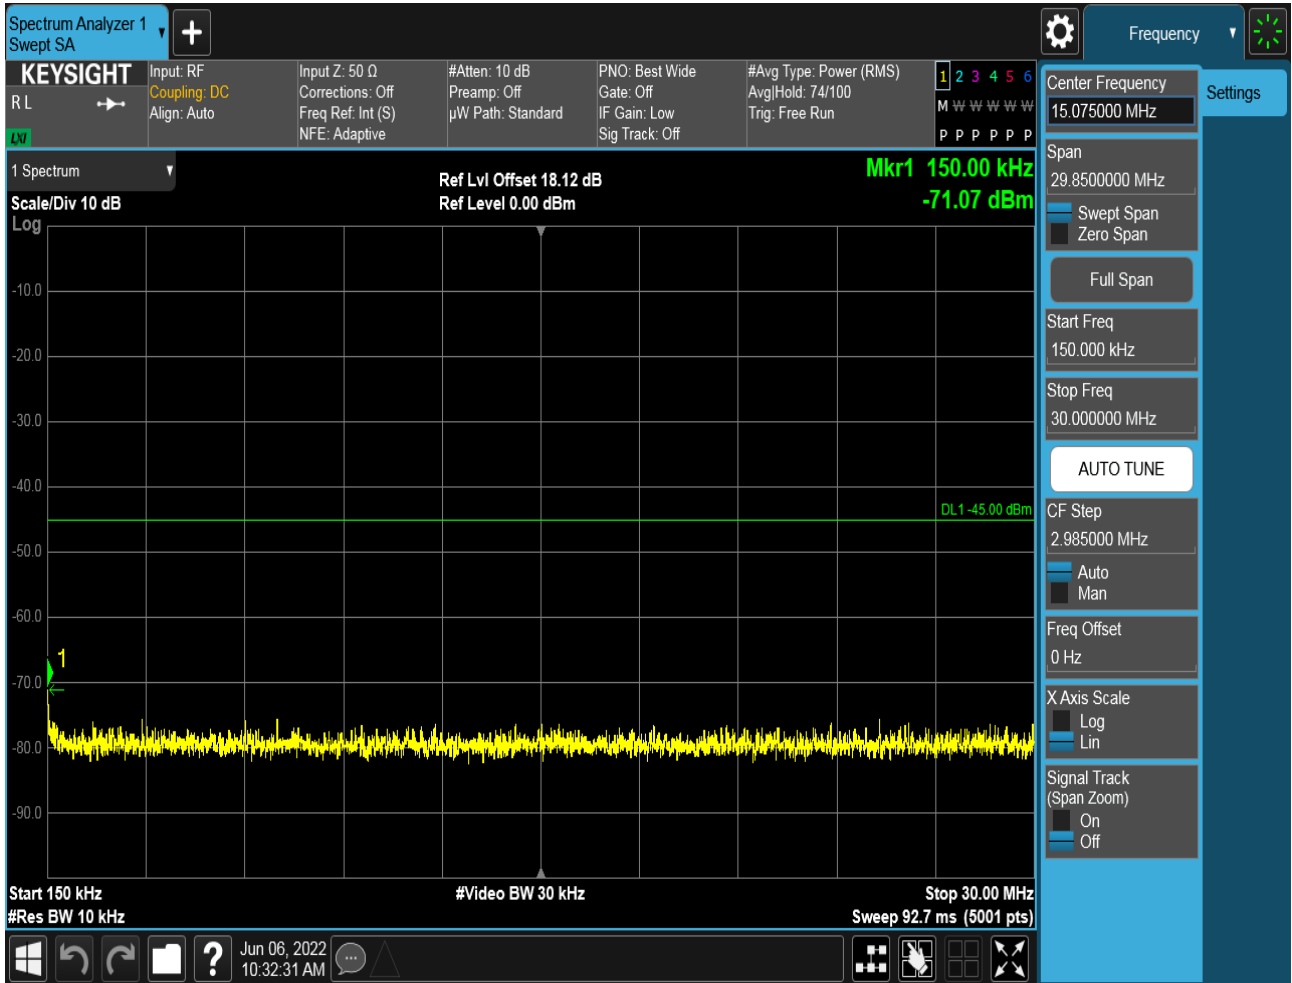 Spectrum Analyzer 1
Swept SA
Frequency
KEYSIGHT
R L
LXI
Input: RF
Coupling: DC
Align: Auto
Input Z: 50 Ω
Corrections: Off
Freq Ref: Int (S)
NFE: Adaptive
#Atten: 10 dB
Preamp: Off
µW Path: Standard
PNO: Best Wide
Gate: Off
IF Gain: Low
Sig Track: Off
#Avg Type: Power (RMS)
Avg|Hold: 74/100
Trig: Free Run
1 2 3 4 5 6
M W W W W W
P P P P P P
1 Spectrum
Scale/Div 10 dB
Log
Ref Lvl Offset 18.12 dB
Ref Level 0.00 dBm
Mkr1 150.00 kHz
-71.07 dBm
-10.0
-20.0
-30.0
-40.0
DL1 -45.00 dBm
-50.0
-60.0
1
-70.0
-80.0
-90.0
Start 150 kHz
#Video BW 30 kHz
Stop 30.00 MHz
#Res BW 10 kHz
Sweep 92.7 ms (5001 pts)
Center Frequency
15.075000 MHz
Settings
Span
29.8500000 MHz
Swept Span
Zero Span
Full Span
Start Freq
150.000 kHz
Stop Freq
30.000000 MHz
AUTO TUNE
CF Step
2.985000 MHz
Auto
Man
Freq Offset
0 Hz
X Axis Scale
Log
Lin
Signal Track
(Span Zoom)
On
Off
?
Jun 06, 2022
10:32:31 AM